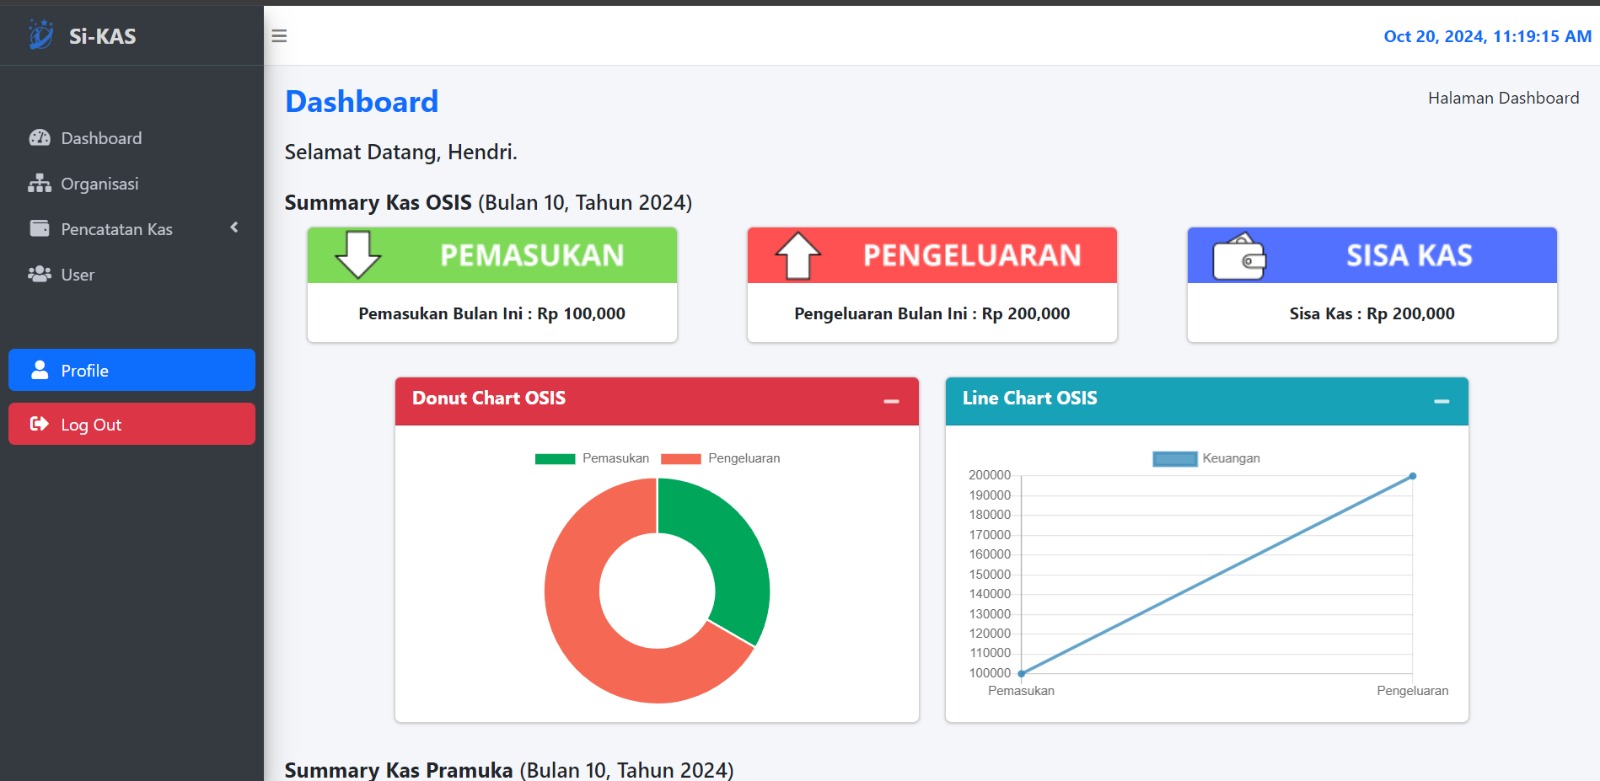 Si-KAS
Oct 20, 2024, 11:19:15 AM
Dashboard
Organisasi
Pencatatan Kas
User
Profile
Log Out
Dashboard
Halaman Dashboard
Selamat Datang, Hendri.
Summary Kas OSIS (Bulan 10, Tahun 2024)
PEMASUKAN
Pemasukan Bulan Ini : Rp 100,000
PENGELUARAN
Pengeluaran Bulan Ini : Rp 200,000
SISA KAS
Sisa Kas : Rp 200,000
Donut Chart OSIS
Pemasukan Pengeluaran
Line Chart OSIS
Keuangan
200000
190000
180000
170000
160000
150000
140000
130000
120000
110000
100000
Pemasukan Pengeluaran
Summary Kas Pramuka (Bulan 10, Tahun 2024)